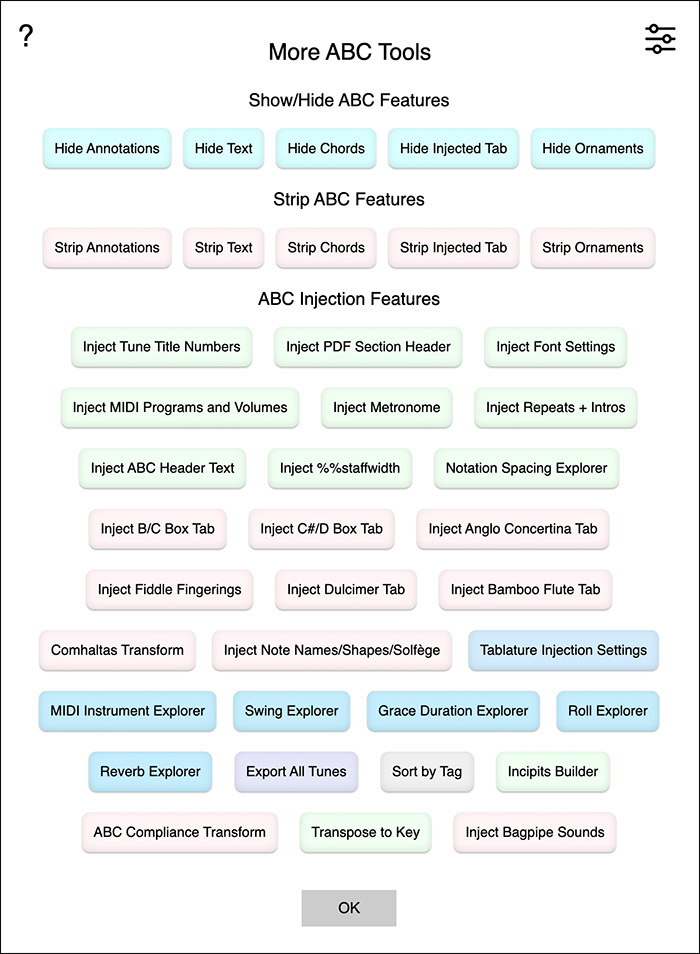 ?
More ABC Tools
Show/Hide ABC Features
Hide Annotations Hide Text Hide Chords Hide Injected Tab Hide Ornaments
Strip ABC Features
Strip Annotations Strip Text Strip Chords Strip Injected Tab Strip Ornaments
ABC Injection Features
Inject Tune Title Numbers Inject PDF Section Header Inject Font Settings
Inject MIDI Programs and Volumes Inject Metronome Inject Repeats + Intros
Inject ABC Header Text Inject %%staffwidth Notation Spacing Explorer
Inject B/C Box Tab Inject C#/D Box Tab Inject Anglo Concertina Tab
Inject Fiddle Fingerings Inject Dulcimer Tab Inject Bamboo Flute Tab
Comhaltas Transform Inject Note Names/Shapes/Solfège Tablature Injection Settings
MIDI Instrument Explorer Swing Explorer Grace Duration Explorer Roll Explorer
Reverb Explorer Export All Tunes Sort by Tag Incipits Builder
ABC Compliance Transform Transpose to Key Inject Bagpipe Sounds
OK